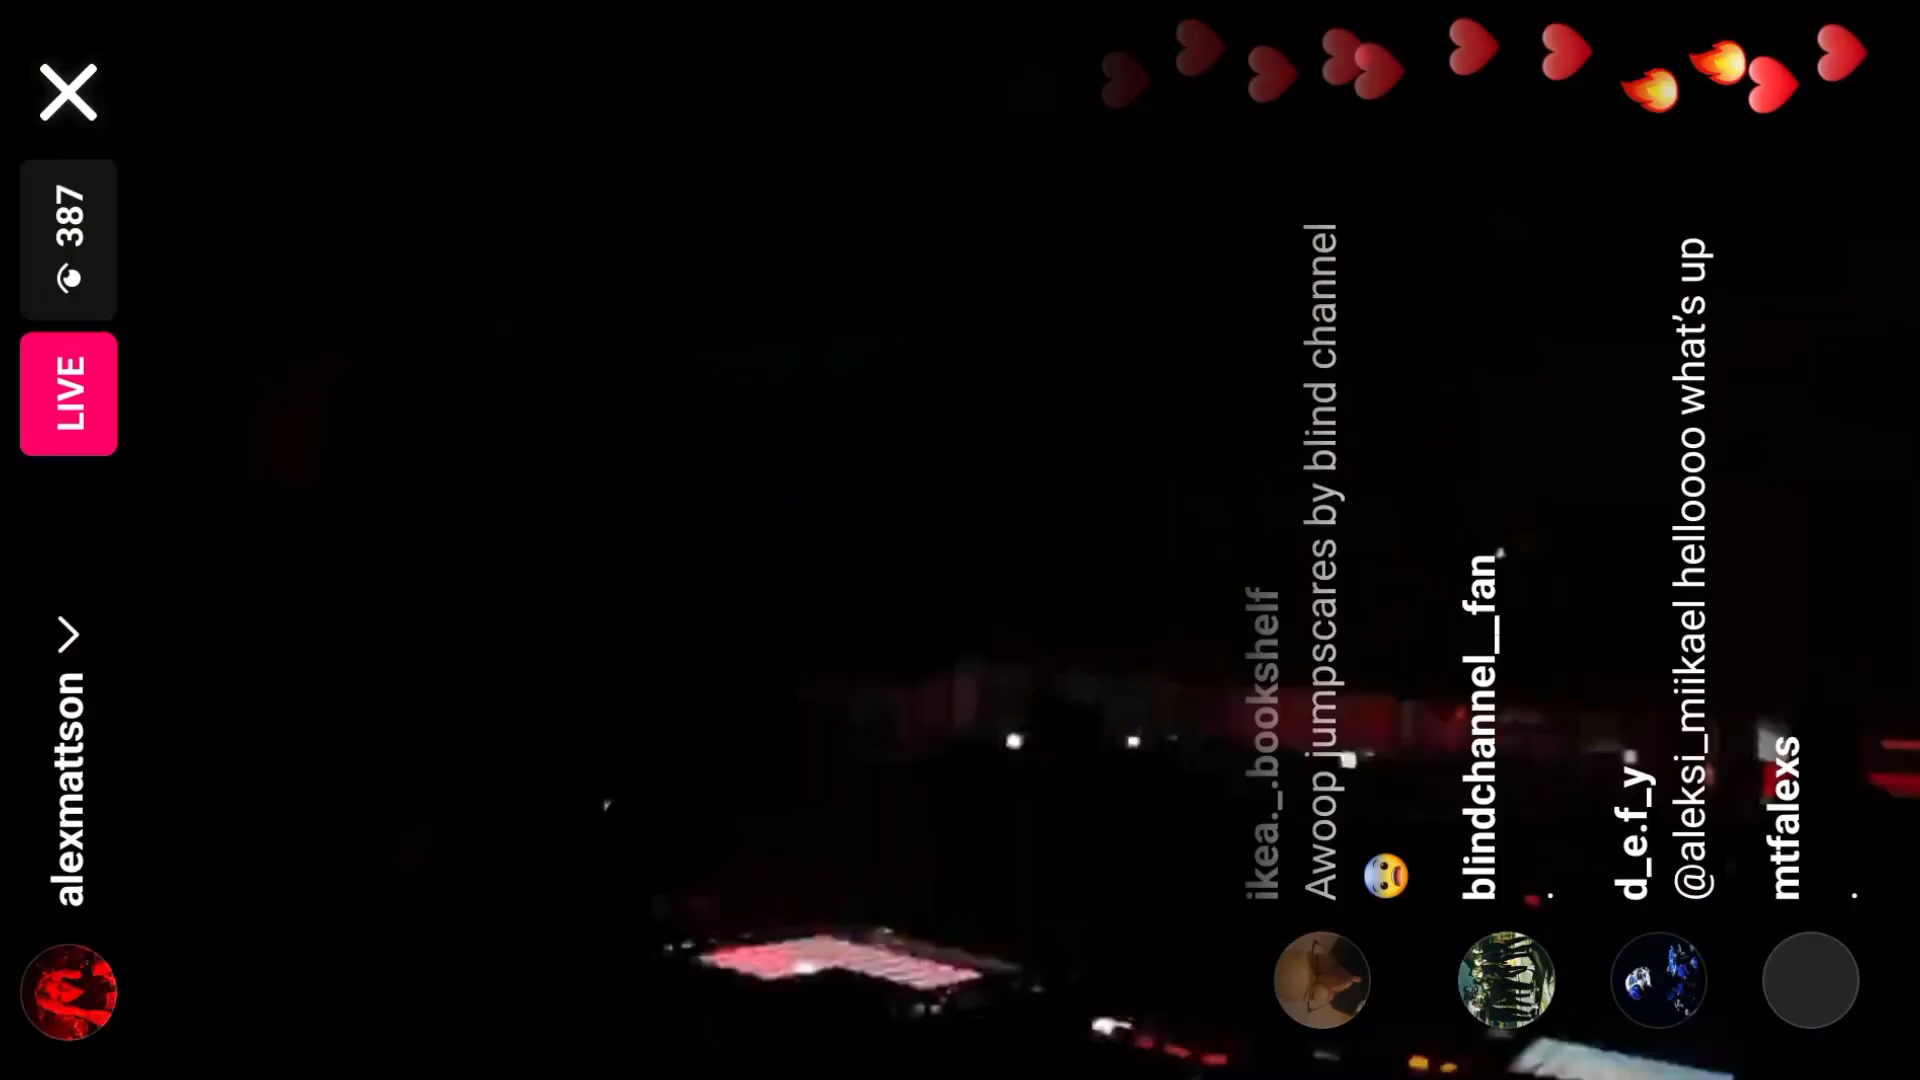 alexmattson
LIVE
387
ikea._.bookshelf
Awoop jumpscares by blind channel
😨
blindchannel__fan
.
d_e.f_y
@aleksi_miikael helloooo what's up
mtfalexs
.